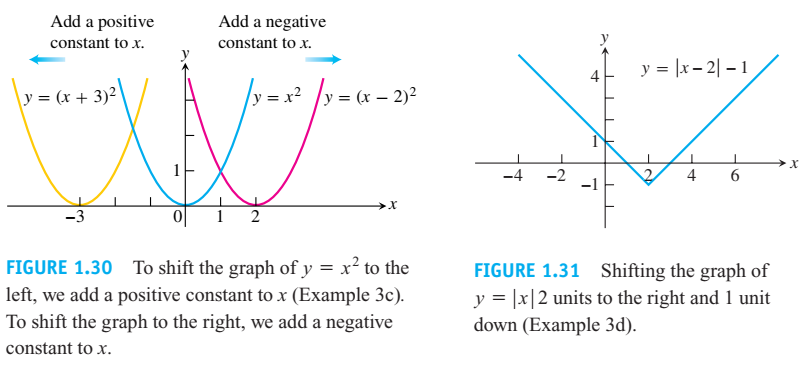 Add a positive
constant to x.
Add a negative
constant to x.
y
y = (x + 3)²
y = x²
y = (x − 2)²
1
−3
0
1
2
x
FIGURE 1.30 To shift the graph of y = x² to the
left, we add a positive constant to x (Example 3c).
To shift the graph to the right, we add a negative
constant to x.
y
y = |x − 2| − 1
4
1
−4
−2
2
4
6
x
−1
FIGURE 1.31 Shifting the graph of
y = |x| 2 units to the right and 1 unit
down (Example 3d).